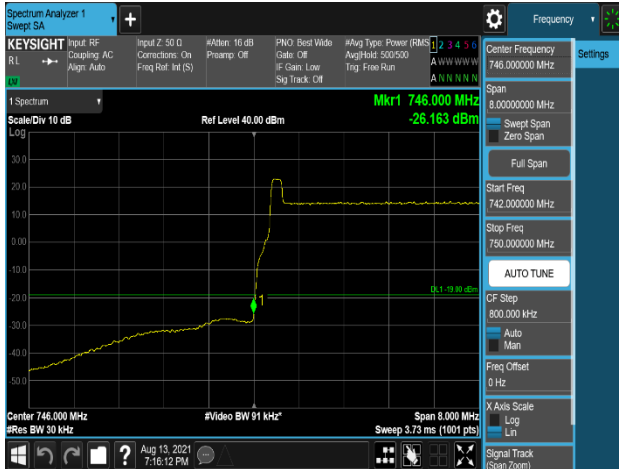 Spectrum Analyzer 1
Swept SA
+
Frequency
KEYSIGHT
R L
LU
Input: RF
Coupling: AC
Align: Auto
Input Z: 50 Ω
Corrections: On
Freq Ref: Int (S)
#Atten: 16 dB
Preamp: Off
PNO: Best Wide
Gate: Off
IF Gain: Low
Sig Track: Off
#Avg Type: Power (RMS
Avg|Hold: 500/500
Trig: Free Run
1 2 3 4 5 6
A W W W W W
A N N N N N
1 Spectrum
Scale/Div 10 dB
Log
Ref Level 40.00 dBm
Mkr1 746.000 MHz
-26.163 dBm
30.0
20.0
10.0
0.00
-10.0
-20.0
-30.0
-40.0
-50.0
DL1 -19.00 dBm
1
Center 746.000 MHz
#Res BW 30 kHz
#Video BW 91 kHz*
Span 8.000 MHz
Sweep 3.73 ms (1001 pts)
?
Aug 13, 2021
7:16:12 PM
Center Frequency
746.000000 MHz
Span
8.00000000 MHz
Swept Span
Zero Span
Full Span
Start Freq
742.000000 MHz
Stop Freq
750.000000 MHz
AUTO TUNE
CF Step
800.000 kHz
Auto
Man
Freq Offset
0 Hz
X Axis Scale
Log
Lin
Signal Track
(Span Zoom)
Settings